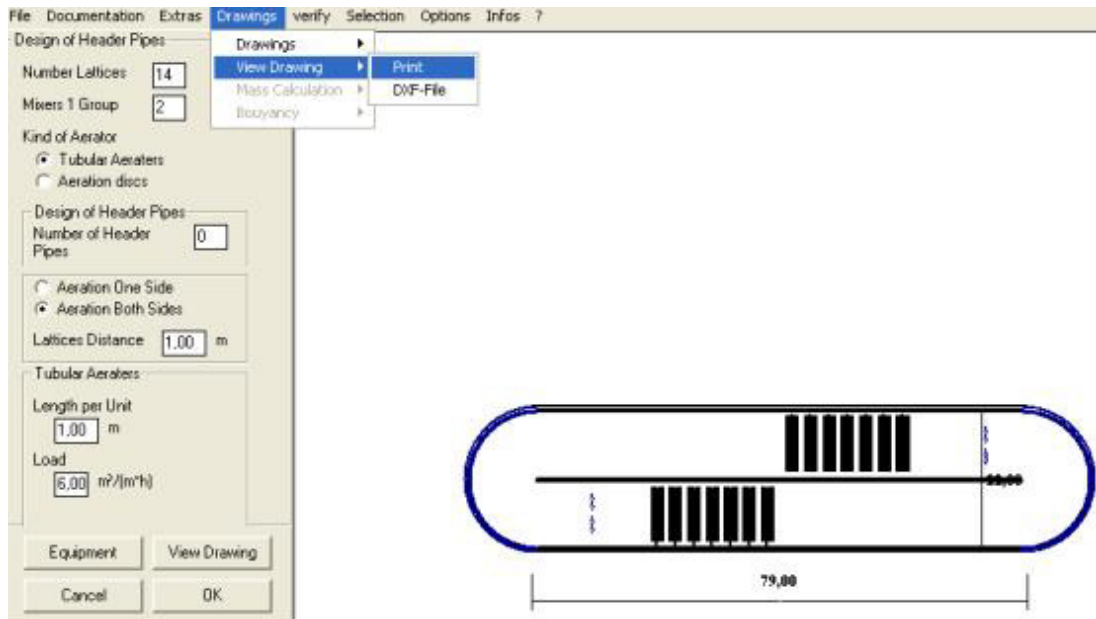 File Documentation Extras Drawings verify Selection Options Infos ?
Design of Header Pipes
Drawings
View Drawing
Print
Mass Calculation
DXF-File
Bouyancy
Number Lattices 14
Mixers 1 Group 2
Kind of Aerator
Tubular Aeraters
Aeration discs
Design of Header Pipes
Number of Header
Pipes
0
Aeration One Side
Aeration Both Sides
Lattices Distance 1,00 m
Tubular Aeraters
Length per Unit
1,00 m
Load
6,00 m³/(m*h)
Equipment View Drawing
Cancel OK
79,00